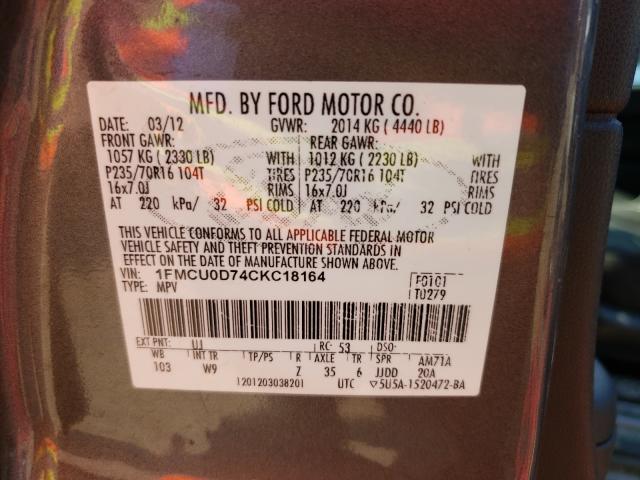 MFD. BY FORD MOTOR CO.
DATE: 03/12 GVWR: 2014 KG ( 4440 LB)
FRONT GAWR: REAR GAWR:
1057 KG ( 2330 LB) WITH 1012 KG ( 2230 LB) WITH
P235/70R16 104T TIRES P235/70R16 104T TIRES
16x7.0J RIMS 16x7.0J RIMS
AT 220 kPa/ 32 PSI COLD AT 220 kPa/ 32 PSI COLD
THIS VEHICLE CONFORMS TO ALL APPLICABLE FEDERAL MOTOR
VEHICLE SAFETY AND THEFT PREVENTION STANDARDS IN
EFFECT ON THE DATE OF MANUFACTURE SHOWN ABOVE.
VIN: 1FMCU0D74CKC18164 F0101
TYPE: MPV T0279
EXT PNT: UJ RC: 53 DSO:
WB INT TR TP/PS R AXLE TR SPR AM71A
103 W9 Z 35 6 JJDD 20A
1201203038201 UTC ▽5U5A-1520472-BA